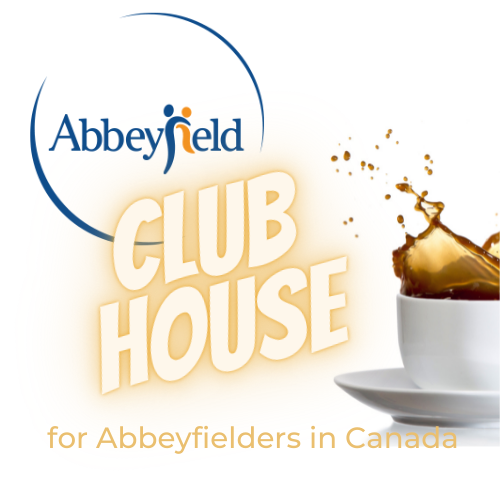 Abbeyfield
CLUB
HOUSE
for Abbeyfielders in Canada